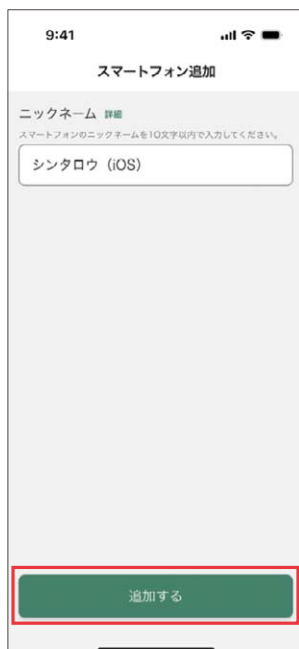 9:41
スマートフォン追加
ニックネーム 詳細
スマートフォンのニックネームを10文字以内で入力してください。
シンタロウ（iOS）
追加する